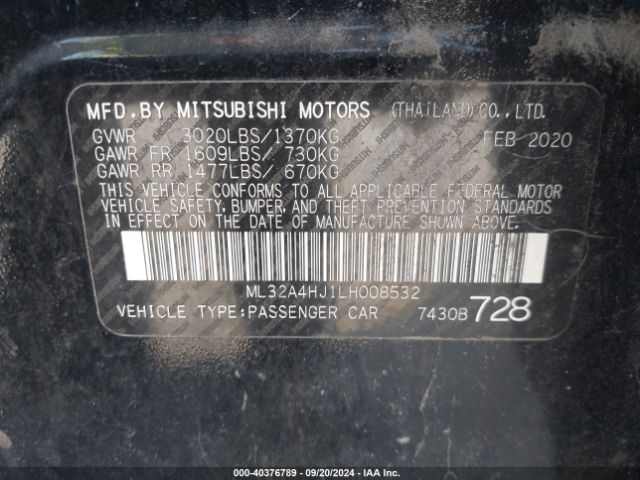 MFD.BY MITSUBISHI MOTORS (THAILAND)CO.,LTD.
GVWR 3020LBS/1370KG FEB 2020
GAWR FR 1609LBS/ 730KG
GAWR RR 1477LBS/ 670KG
THIS VEHICLE CONFORMS TO ALL APPLICABLE FEDERAL MOTOR
VEHICLE SAFETY, BUMPER, AND THEFT PREVENTION STANDARDS
IN EFFECT ON THE DATE OF MANUFACTURE SHOWN ABOVE.
ML32A4HJ1LH008532
VEHICLE TYPE:PASSENGER CAR 7430B 728
000-40376789 - 09/20/2024 - IAA Inc.